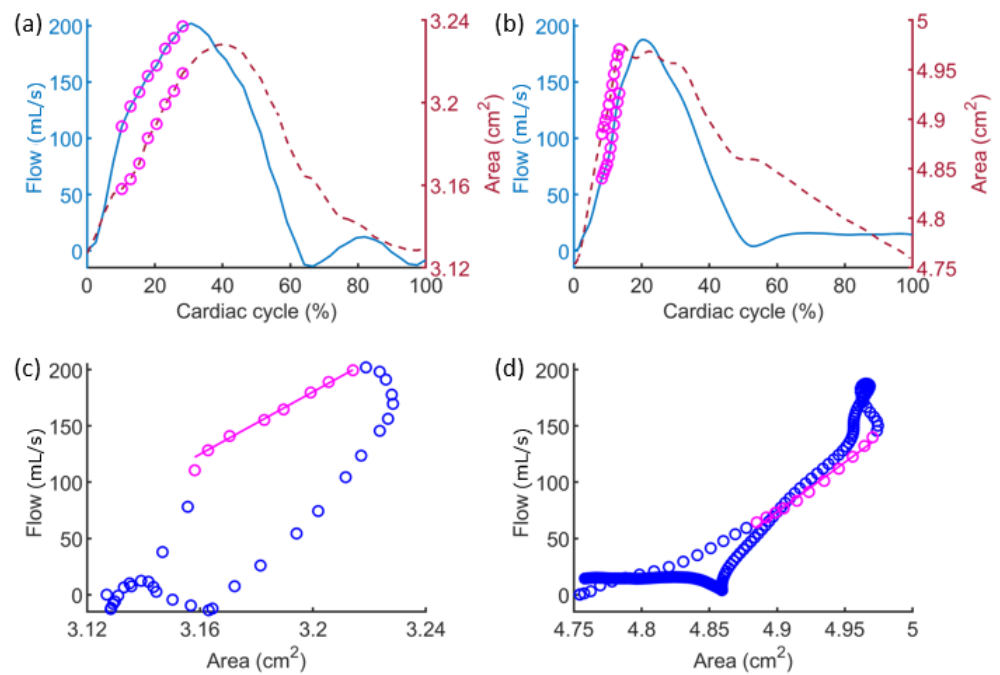 (a)
200
150
100
50
0
Flow (mL/s)
3.24
3.2
3.16
3.12
Area (cm²)
0 20 40 60 80 100
Cardiac cycle (%)
(b)
200
150
100
50
0
Flow (mL/s)
5
4.95
4.9
4.85
4.8
4.75
Area (cm²)
0 20 40 60 80 100
Cardiac cycle (%)
(c)
200
150
100
50
0
Flow (mL/s)
3.12 3.16 3.2 3.24
Area (cm²)
(d)
200
150
100
50
0
Flow (mL/s)
4.75 4.8 4.85 4.9 4.95 5
Area (cm²)